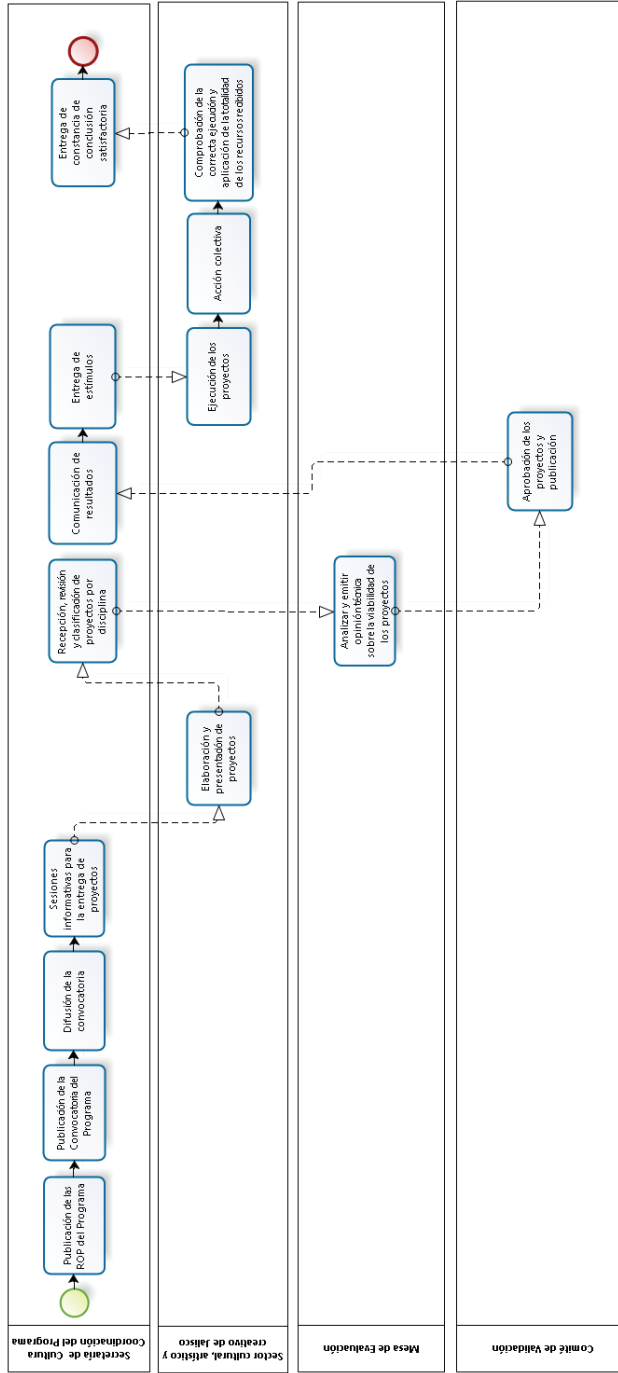 Secretaría de Cultura
Coordinación del Programa
Publicación de las
ROP del Programa
Publicación de la
Convocatoria del
Programa
Difusión de la
convocatoria
Sesiones
informativas para
la entrega de
proyectos
Recepción, revisión
y clasificación de
proyectos por
disciplina
Comunicación de
resultados
Entrega de
estímulos
Entrega de
constancia de
conclusión
satisfactoria
Sector cultural, artístico y
creativo de Jalisco
Elaboración y
presentación de
proyectos
Ejecución de los
proyectos
Acción colectiva
Comprobación de la
correcta ejecución y
aplicación de la totalidad
de los recursos recibidos
Mesa de Evaluación
Analizar y emitir
opinión técnica
sobre la viabilidad de
los proyectos
Comité de Validación
Aprobación de los
proyectos y
publicación